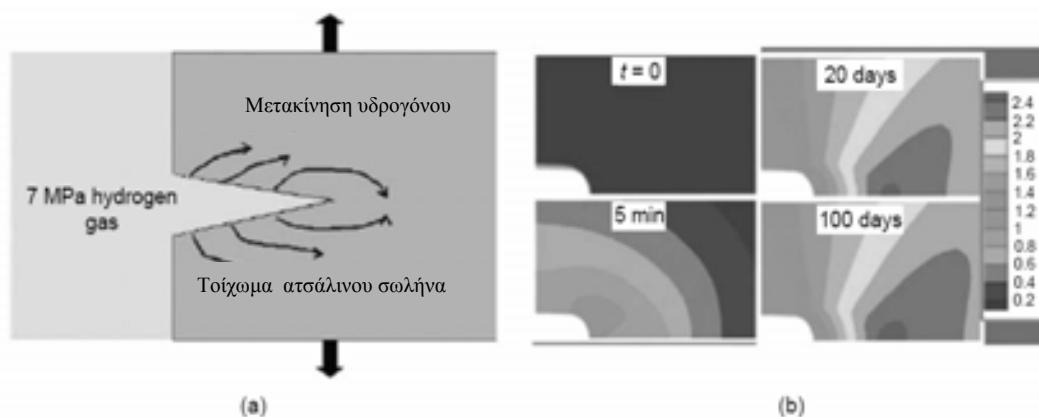 Μετακίνηση υδρογόνου
7 MPa hydrogen
gas
Τοίχωμα ατσάλινου σωλήνα
(a)
t = 0
20 days
5 min
100 days
2.4
2.2
2
1.8
1.6
1.4
1.2
1
0.8
0.6
0.4
0.2
(b)